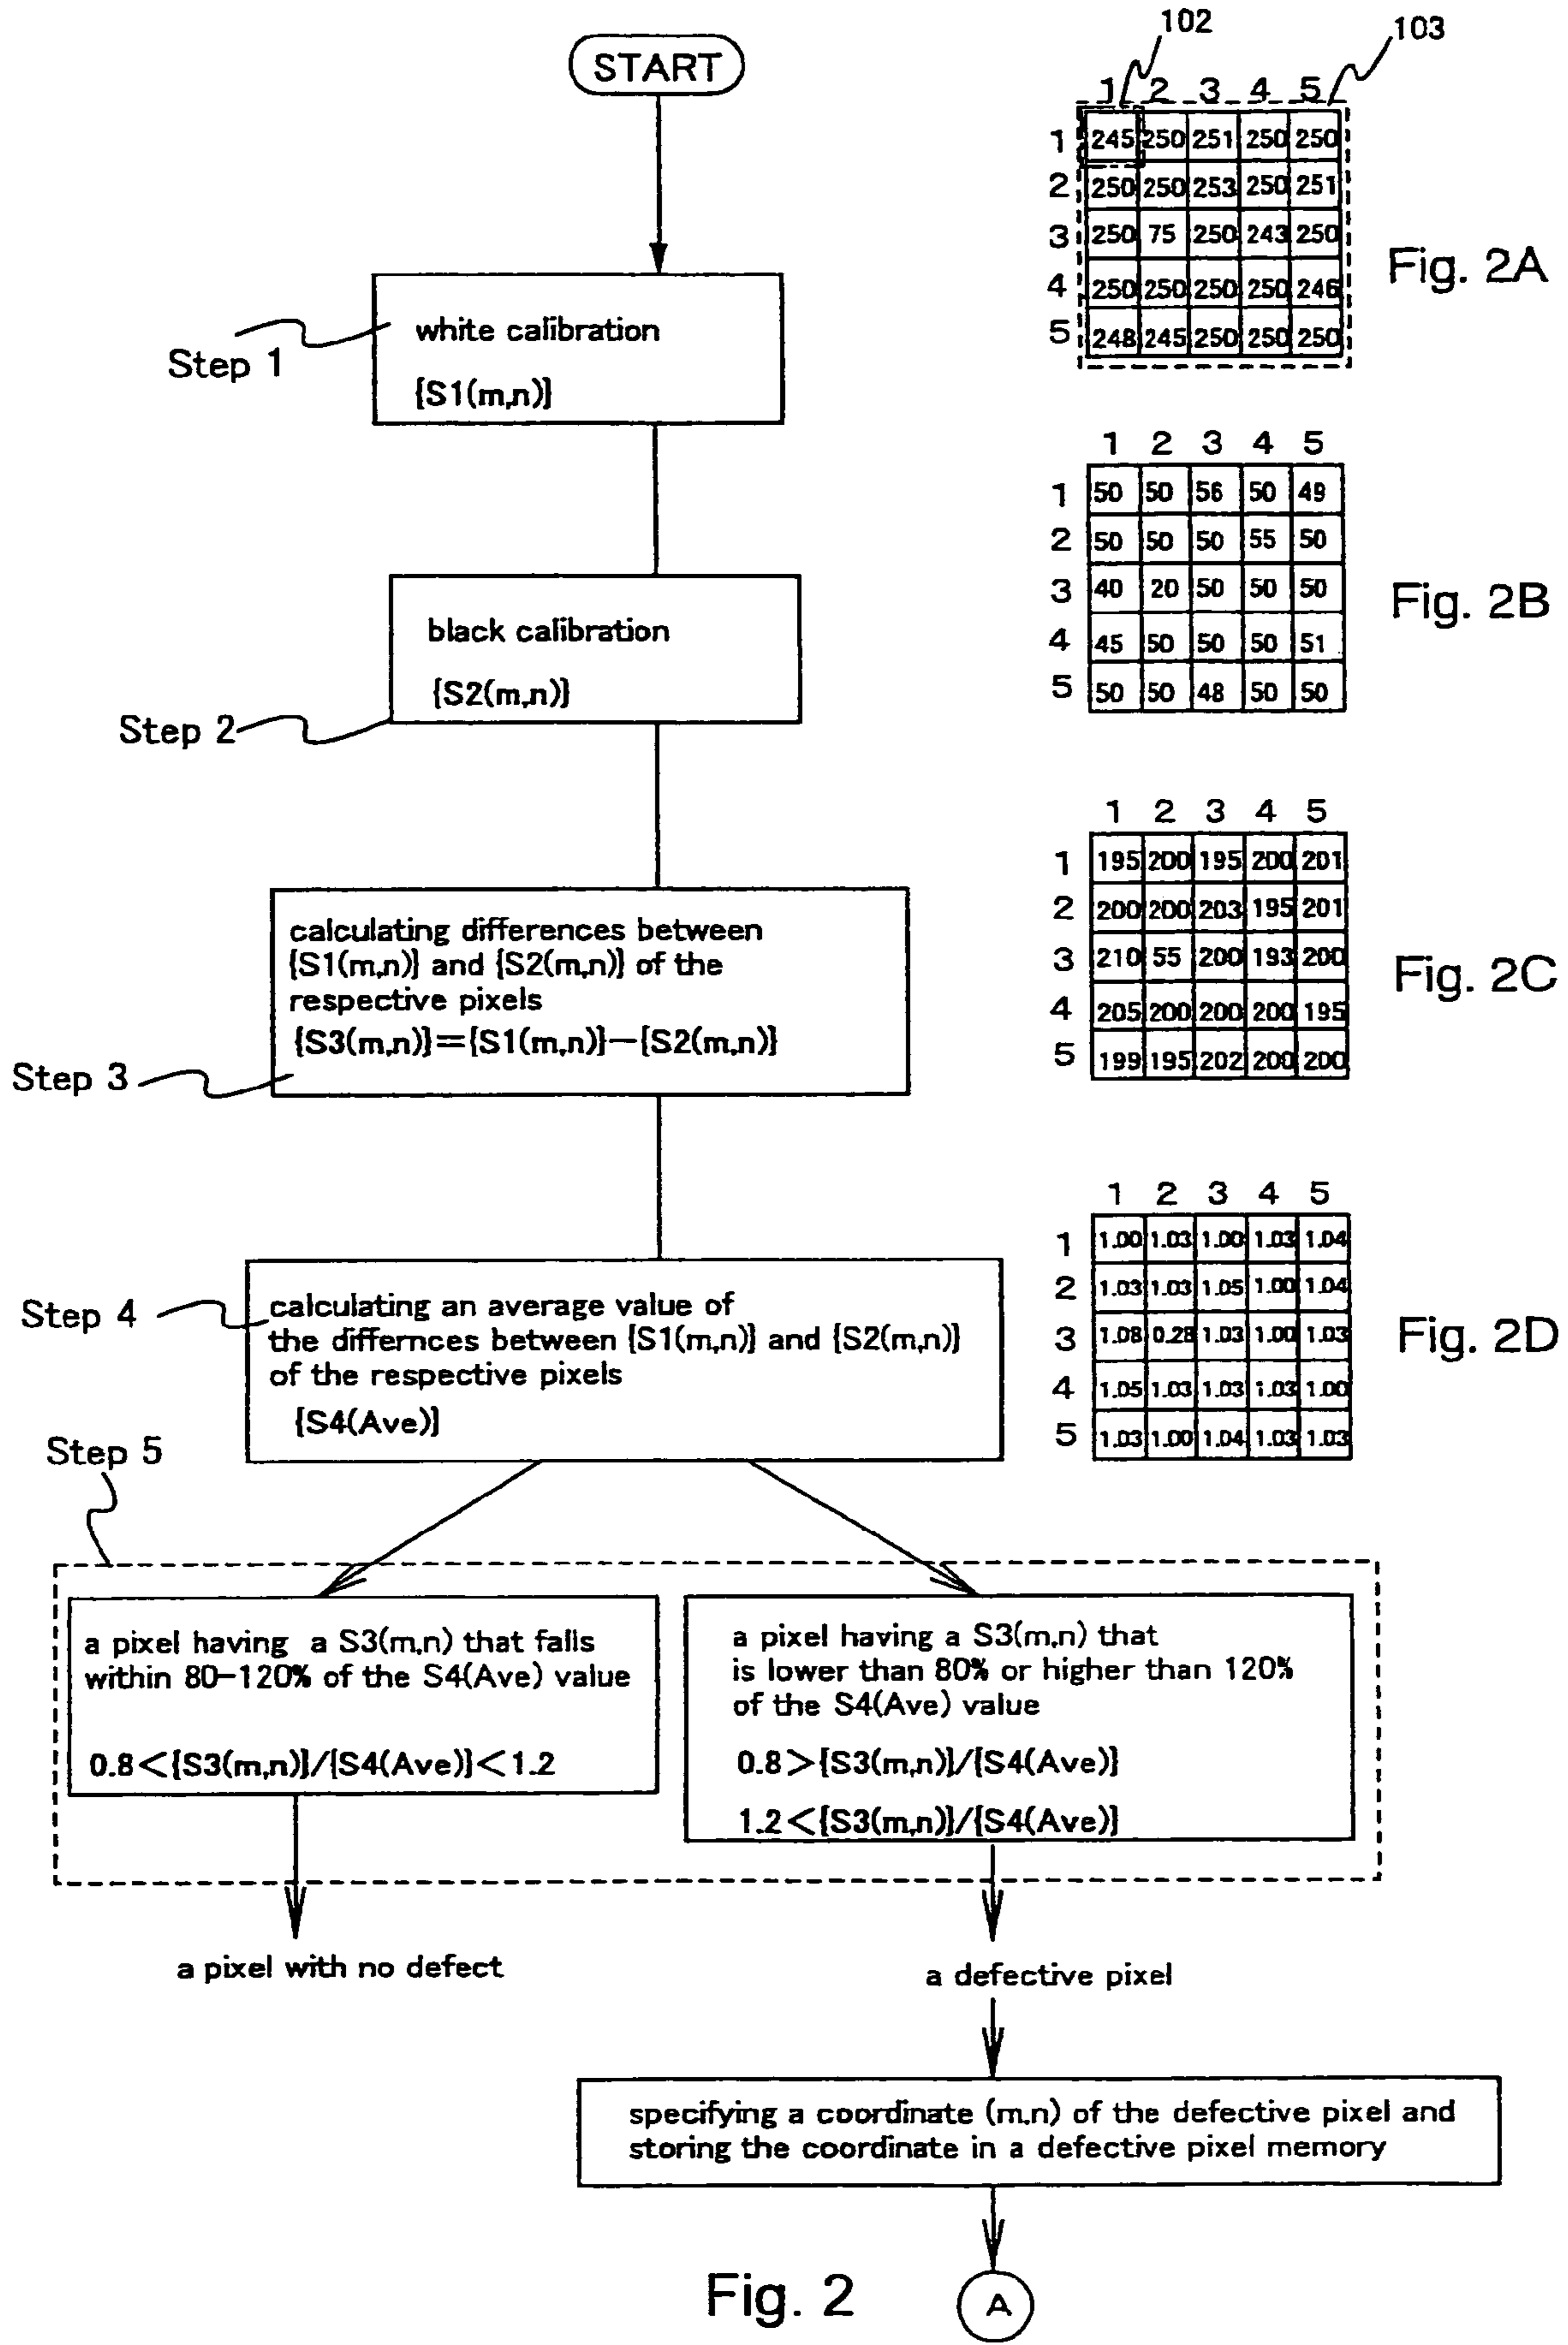 START
white calibration
{S1(m,n)}
Step 1
black calibration
{S2(m,n)}
Step 2
calculating differences between
{S1(m,n)} and {S2(m,n)} of the
respective pixels
{S3(m,n)}={S1(m,n)}−{S2(m,n)}
Step 3
Step 4
calculating an average value of
the differnces between {S1(m,n)} and {S2(m,n)}
of the respective pixels
{S4(Ave)}
Step 5
a pixel having a S3(m,n) that falls
within 80−120% of the S4(Ave) value
0.8<{S3(m,n)}/{S4(Ave)}<1.2
a pixel having a S3(m,n) that
is lower than 80% or higher than 120%
of the S4(Ave) value
0.8>{S3(m,n)}/{S4(Ave)}
1.2<{S3(m,n)}/{S4(Ave)}
a pixel with no defect
a defective pixel
specifying a coordinate (m.n) of the defective pixel and
storing the coordinate in a defective pixel memory
A
Fig. 2
102
103
1 2 3 4 5
1 245 250 251 250 250
2 250 250 253 250 251
3 250 75 250 243 250
4 250 250 250 250 246
5 248 245 250 250 250
Fig. 2A
1 2 3 4 5
1 50 50 56 50 49
2 50 50 50 55 50
3 40 20 50 50 50
4 45 50 50 50 51
5 50 50 48 50 50
Fig. 2B
1 2 3 4 5
1 195 200 195 200 201
2 200 200 203 195 201
3 210 55 200 193 200
4 205 200 200 200 195
5 199 195 202 200 200
Fig. 2C
1 2 3 4 5
1 1.00 1.03 1.00 1.03 1.04
2 1.03 1.03 1.05 1.00 1.04
3 1.08 0.28 1.03 1.00 1.03
4 1.05 1.03 1.03 1.03 1.00
5 1.03 1.00 1.04 1.03 1.03
Fig. 2D